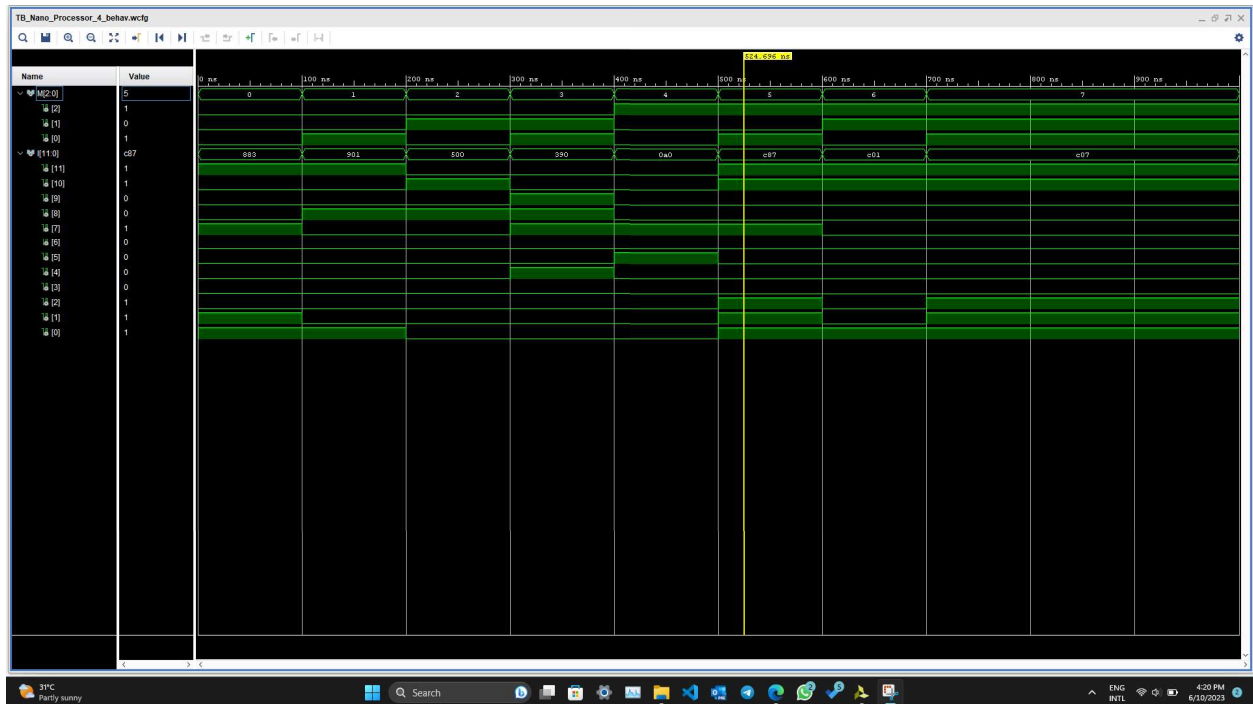 TB_Nano_Processor_4_behav.wcfg
524.696 ns
Name Value 0 ns 100 ns 200 ns 300 ns 400 ns 500 ns 600 ns 700 ns 800 ns 900 ns
M[2:0] 5 0 1 2 3 4 5 6 7
[2] 1
[1] 0
[0] 1
I[11:0] c87 883 901 500 390 0a0 c87 c01 c07
[11] 1
[10] 1
[9] 0
[8] 0
[7] 1
[6] 0
[5] 0
[4] 0
[3] 0
[2] 1
[1] 1
[0] 1
31°C
Partly sunny
Search
ENG
INTL
4:20 PM
6/10/2023
2